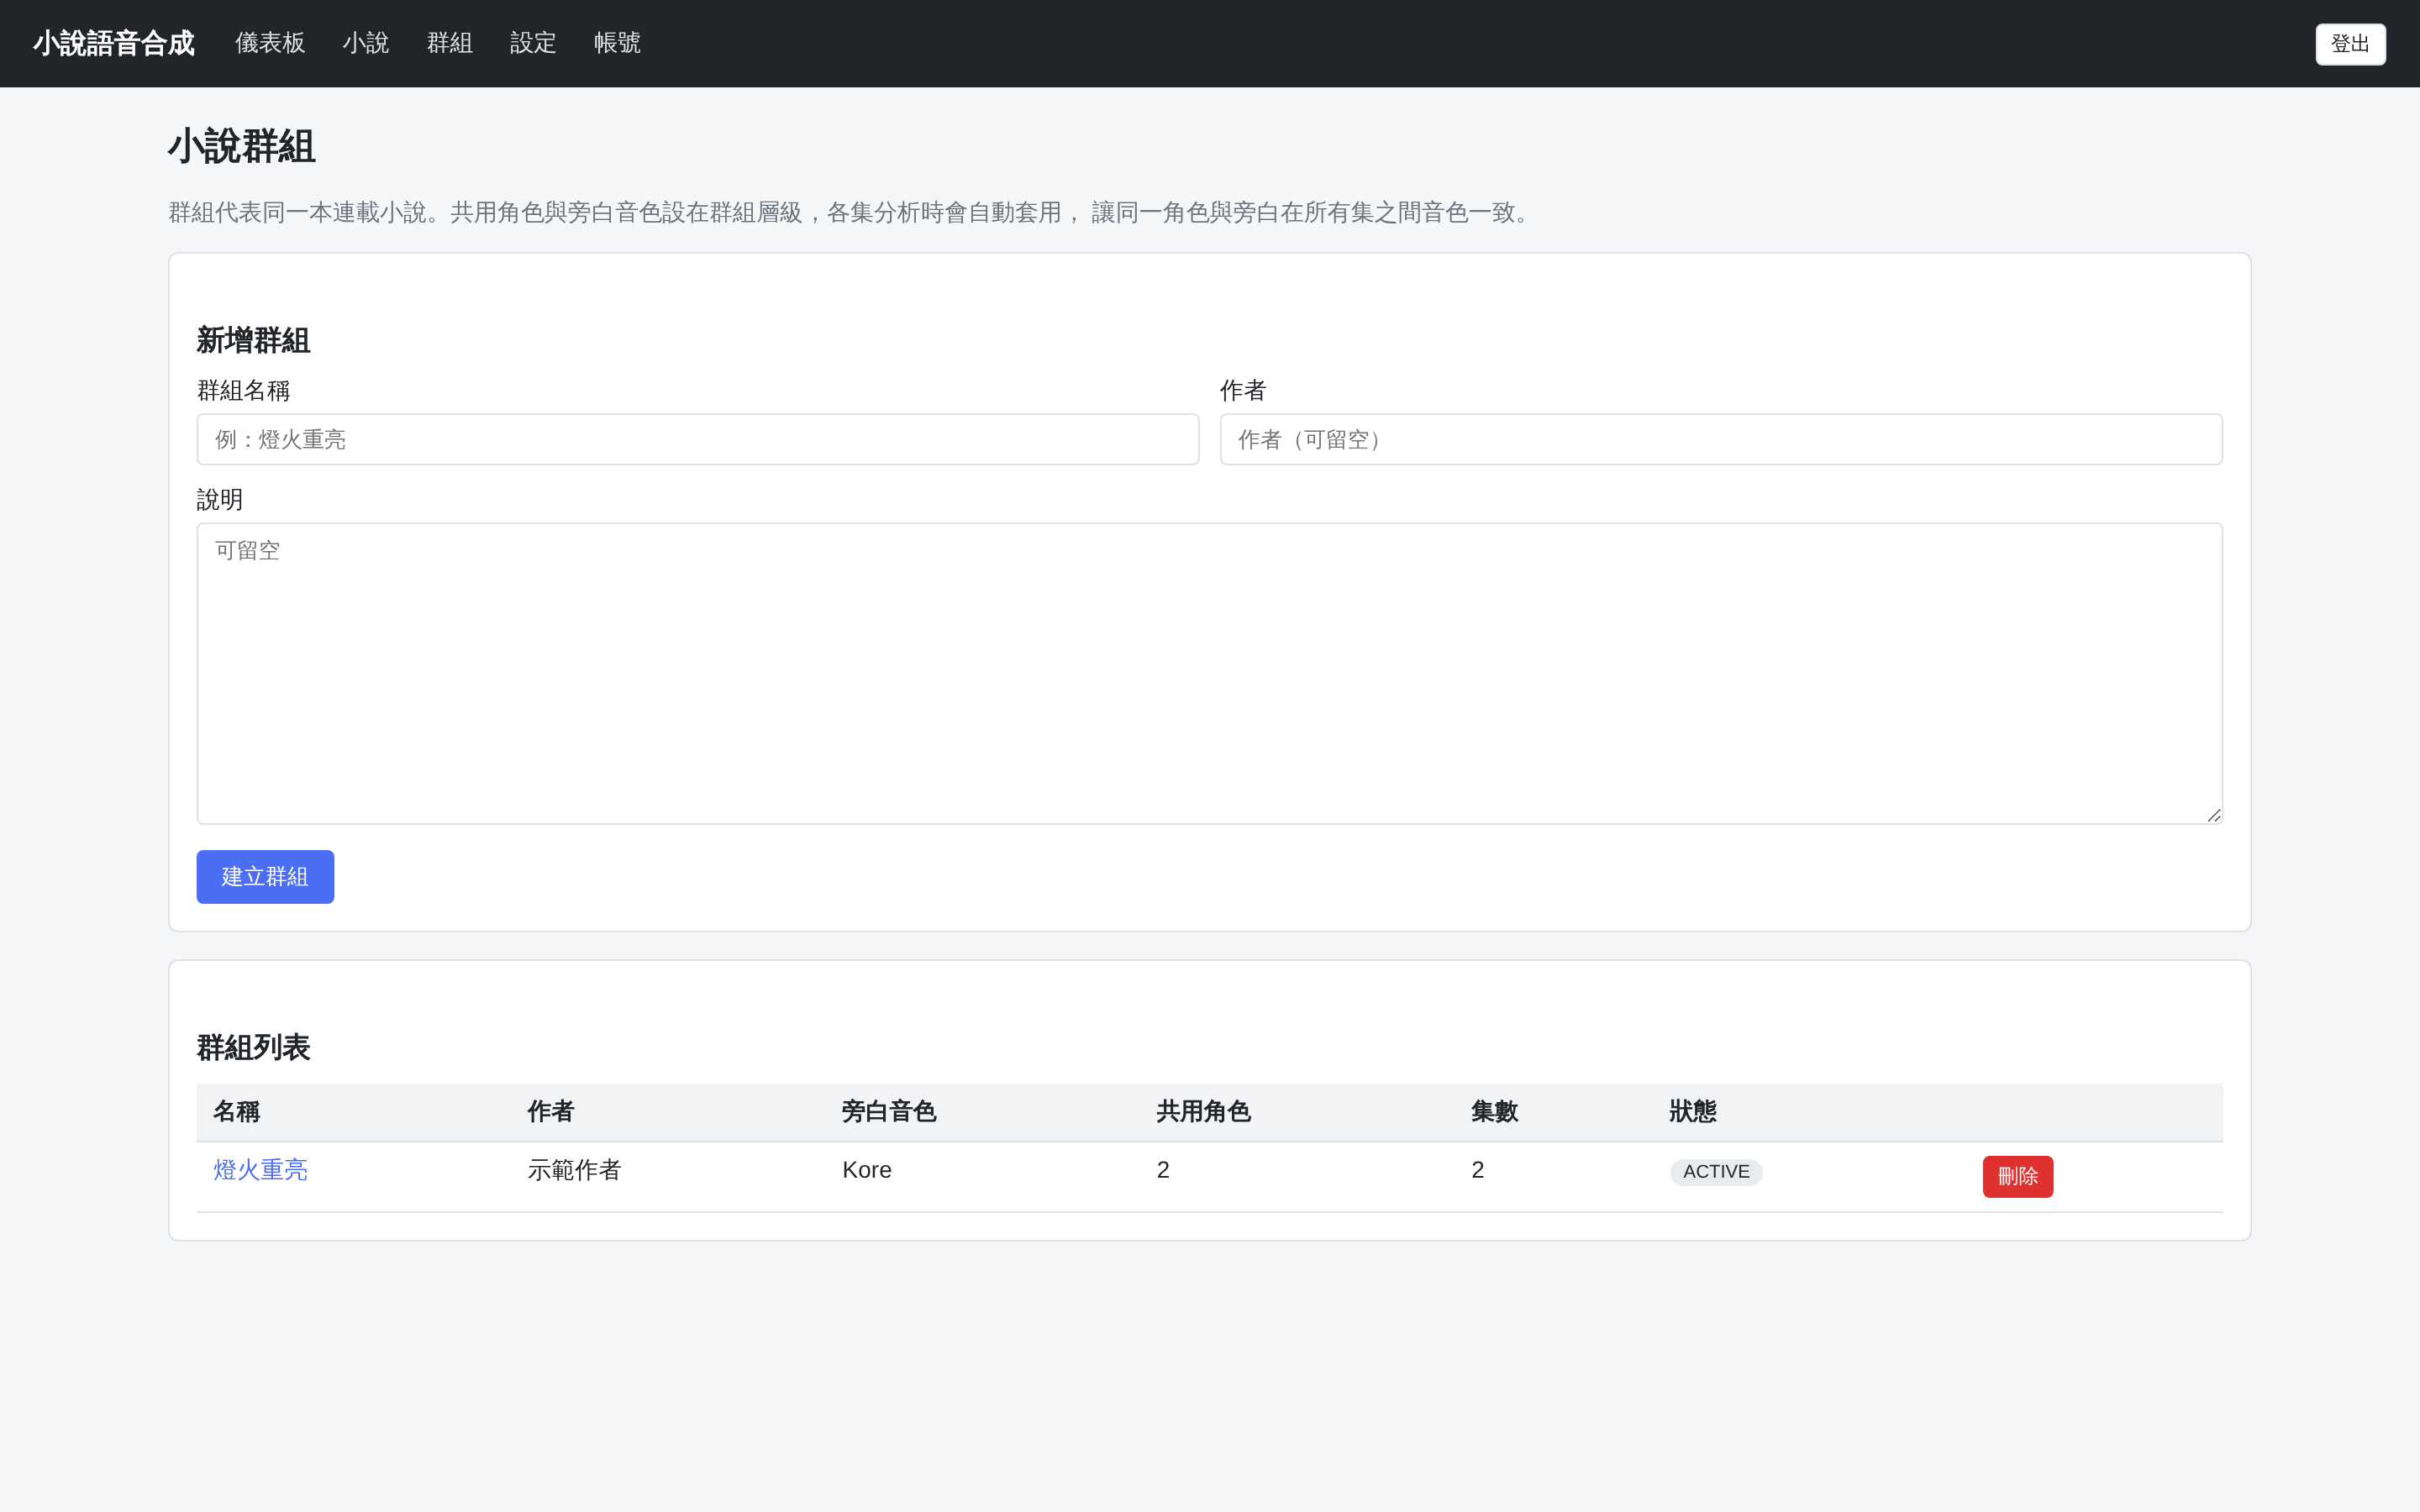 小說語音合成 儀表板 小說 群組 設定 帳號 登出
小說群組
群組代表同一本連載小說。共用角色與旁白音色設在群組層級，各集分析時會自動套用， 讓同一角色與旁白在所有集之間音色一致。
新增群組
群組名稱 作者
例：燈火重亮 作者（可留空）
說明
可留空
建立群組
群組列表
名稱 作者 旁白音色 共用角色 集數 狀態
燈火重亮 示範作者 Kore 2 2 ACTIVE 刪除